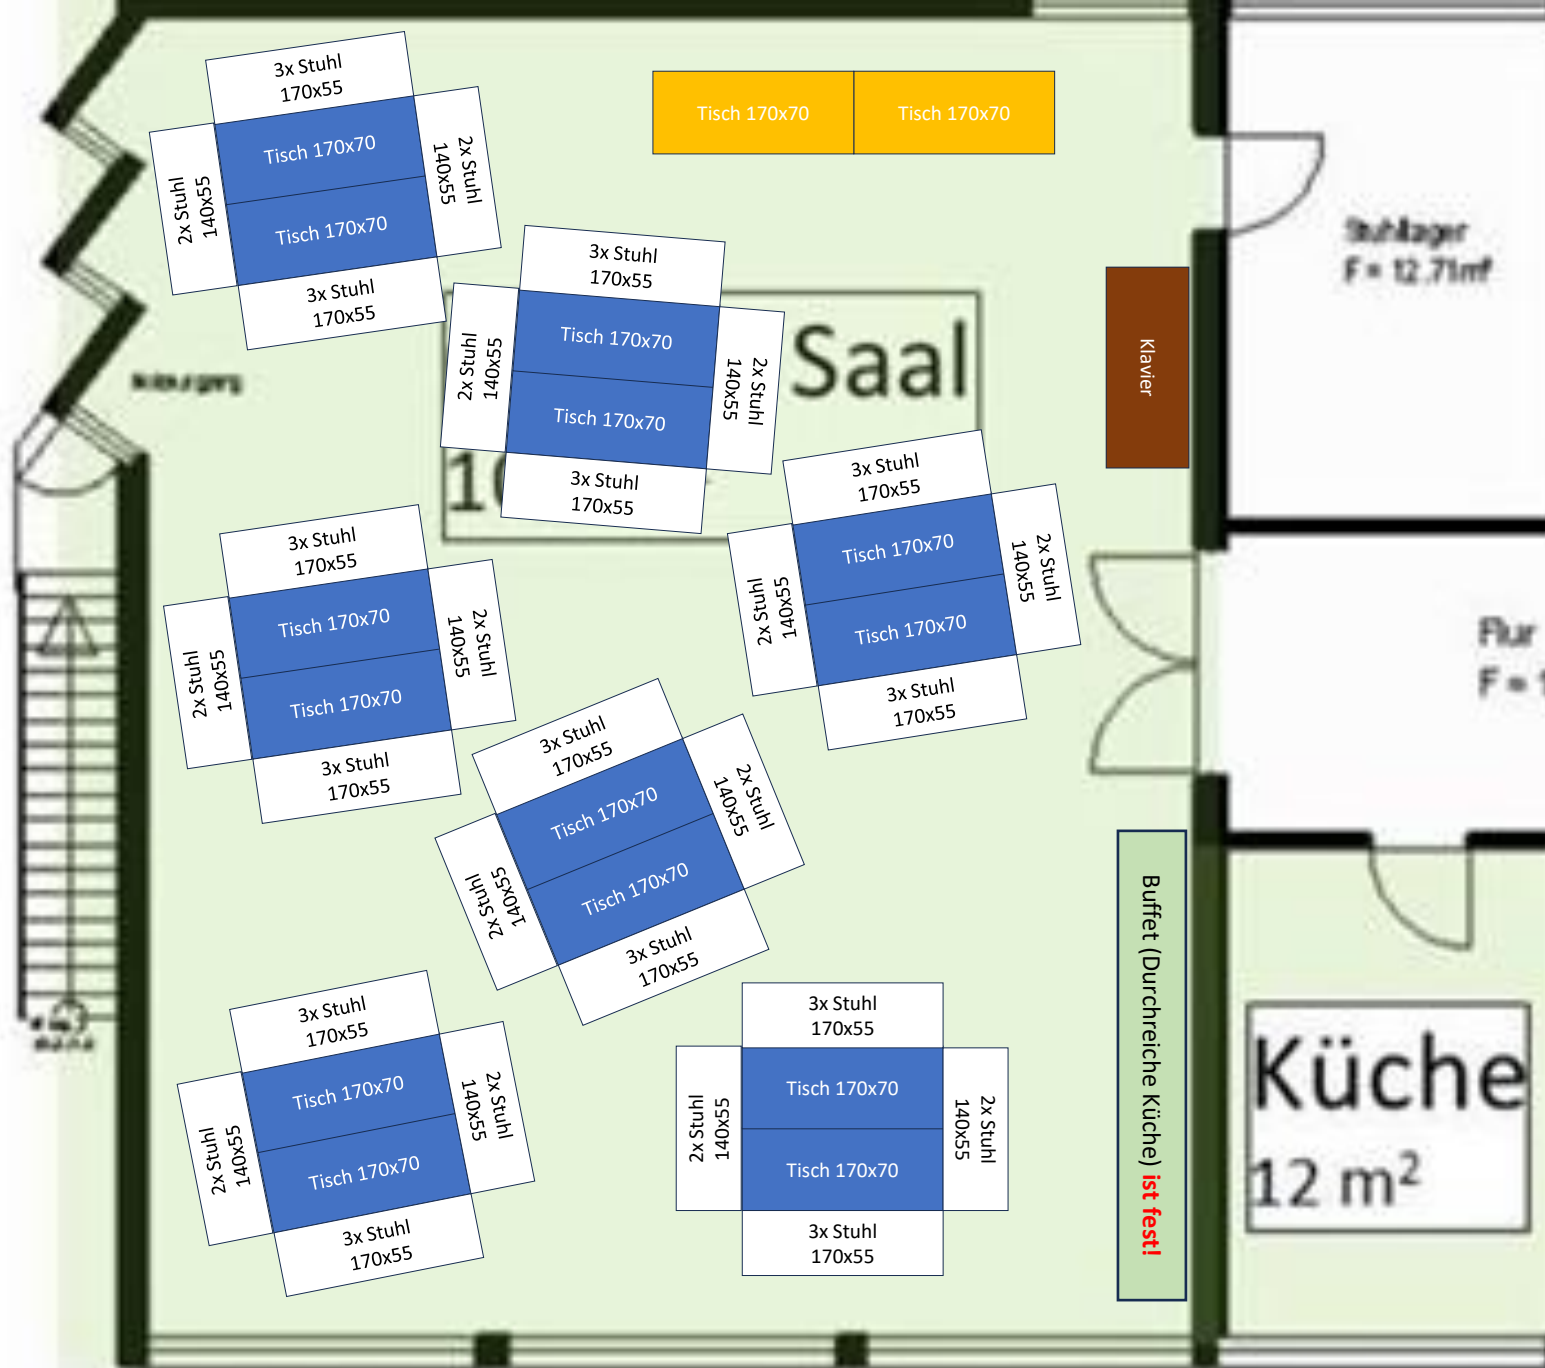 3x Stuhl
170x55
Tisch 170x70
Tisch 170x70
2x Stuhl
140x55
2x Stuhl
140x55
3x Stuhl
170x55
Tisch 170x70
Tisch 170x70
Stuhllager
F = 12.71m²
3x Stuhl
170x55
Tisch 170x70
Tisch 170x70
2x Stuhl
140x55
2x Stuhl
140x55
3x Stuhl
170x55
Saal
Klavier
3x Stuhl
170x55
Tisch 170x70
Tisch 170x70
2x Stuhl
140x55
2x Stuhl
140x55
3x Stuhl
170x55
3x Stuhl
170x55
Tisch 170x70
Tisch 170x70
2x Stuhl
140x55
2x Stuhl
140x55
3x Stuhl
170x55
Flur
F = 1
3x Stuhl
170x55
Tisch 170x70
Tisch 170x70
2x Stuhl
140x55
2x Stuhl
140x55
3x Stuhl
170x55
Buffet (Durchreiche Küche) ist fest!
3x Stuhl
170x55
Tisch 170x70
Tisch 170x70
2x Stuhl
140x55
2x Stuhl
140x55
3x Stuhl
170x55
3x Stuhl
170x55
Tisch 170x70
Tisch 170x70
2x Stuhl
140x55
2x Stuhl
140x55
3x Stuhl
170x55
Küche
12 m²